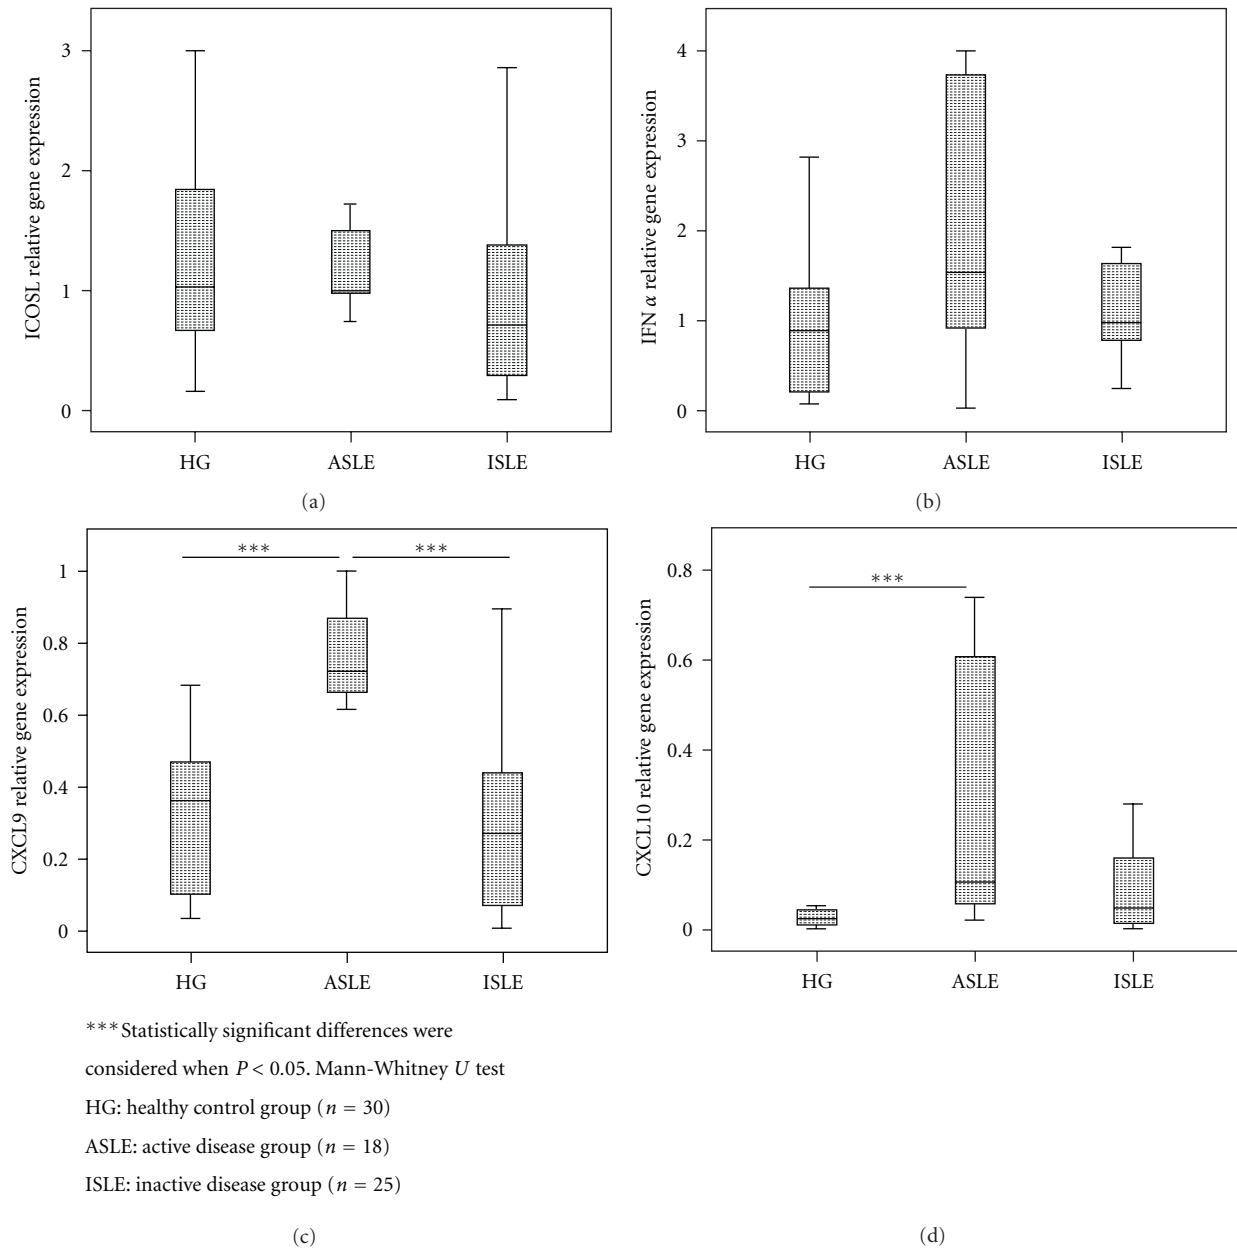 ICOSL relative gene expression
3
2
1
0
HG ASLE ISLE
(a)
IFN α relative gene expression
4
3
2
1
0
HG ASLE ISLE
(b)
CXCL9 relative gene expression
*** ***
1
0.8
0.6
0.4
0.2
0
HG ASLE ISLE
***Statistically significant differences were
considered when P < 0.05. Mann-Whitney U test
HG: healthy control group (n = 30)
ASLE: active disease group (n = 18)
ISLE: inactive disease group (n = 25)
(c)
CXCL10 relative gene expression
***
0.8
0.6
0.4
0.2
0
HG ASLE ISLE
(d)